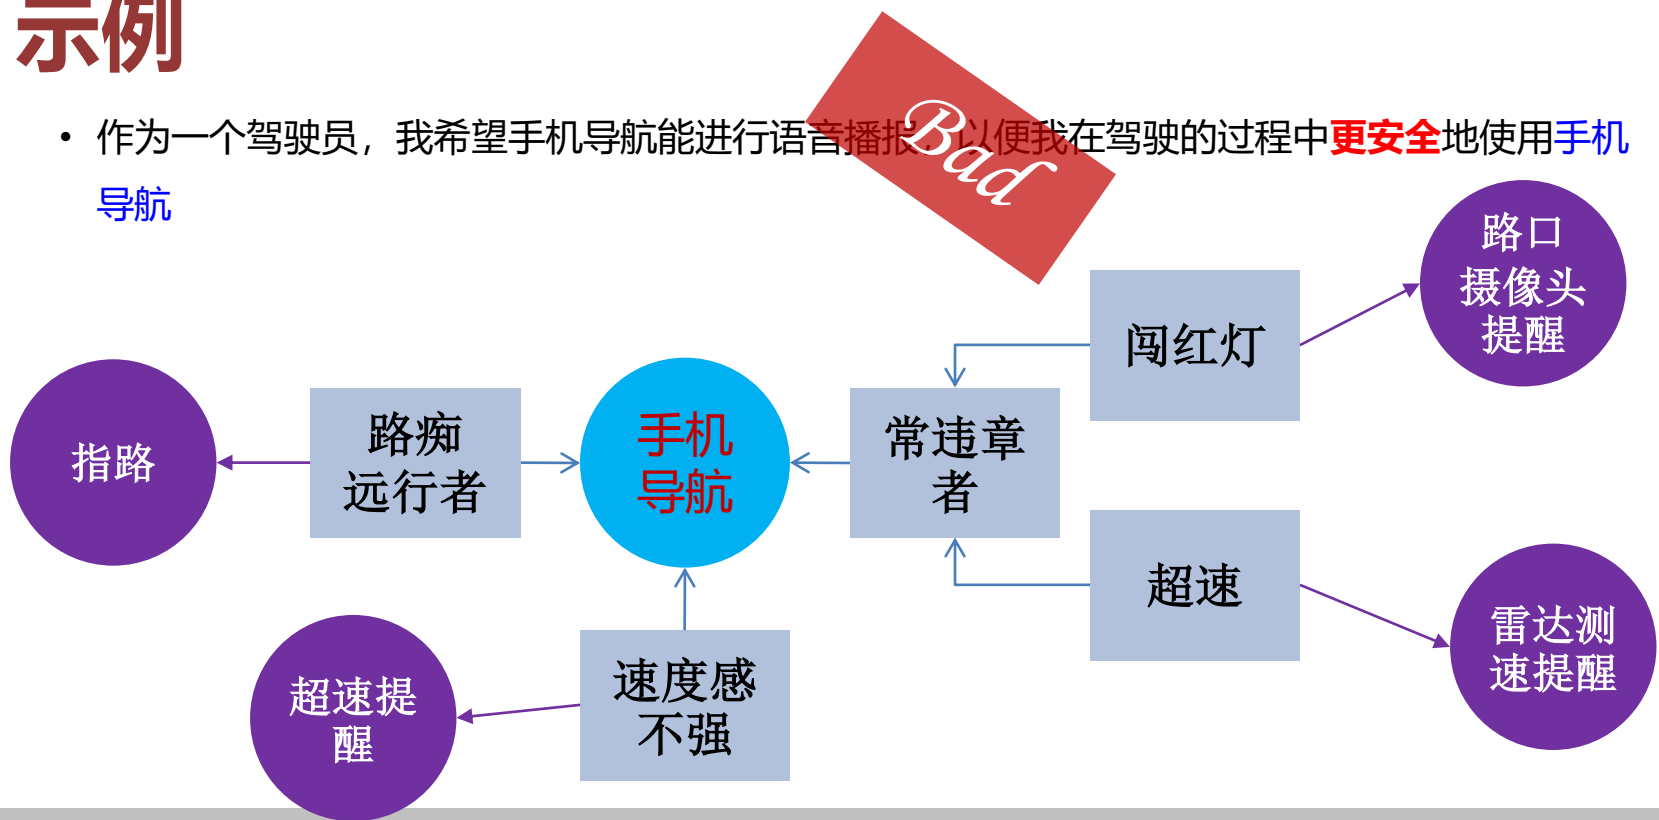 示例
• 作为一个驾驶员，我希望手机导航能进行语音播报，以便我在驾驶的过程中更安全地使用手机
导航
Bad
路口
摄像头
提醒
闯红灯
指路
路痴
远行者
手机
导航
常违章
者
超速
雷达测
速提醒
速度感
不强
超速提
醒